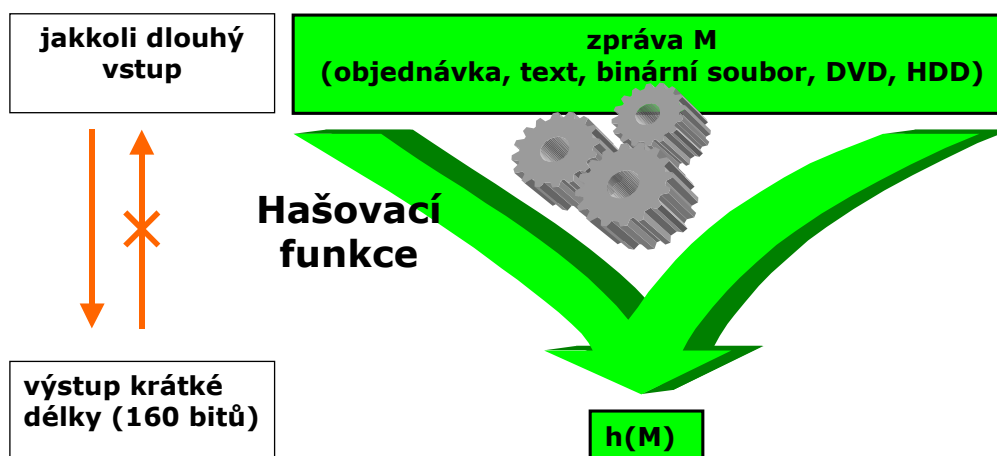 jakkoli dlouhý
vstup
zpráva M
(objednávka, text, binární soubor, DVD, HDD)
Hašovací
funkce
výstup krátké
délky (160 bitů)
h(M)